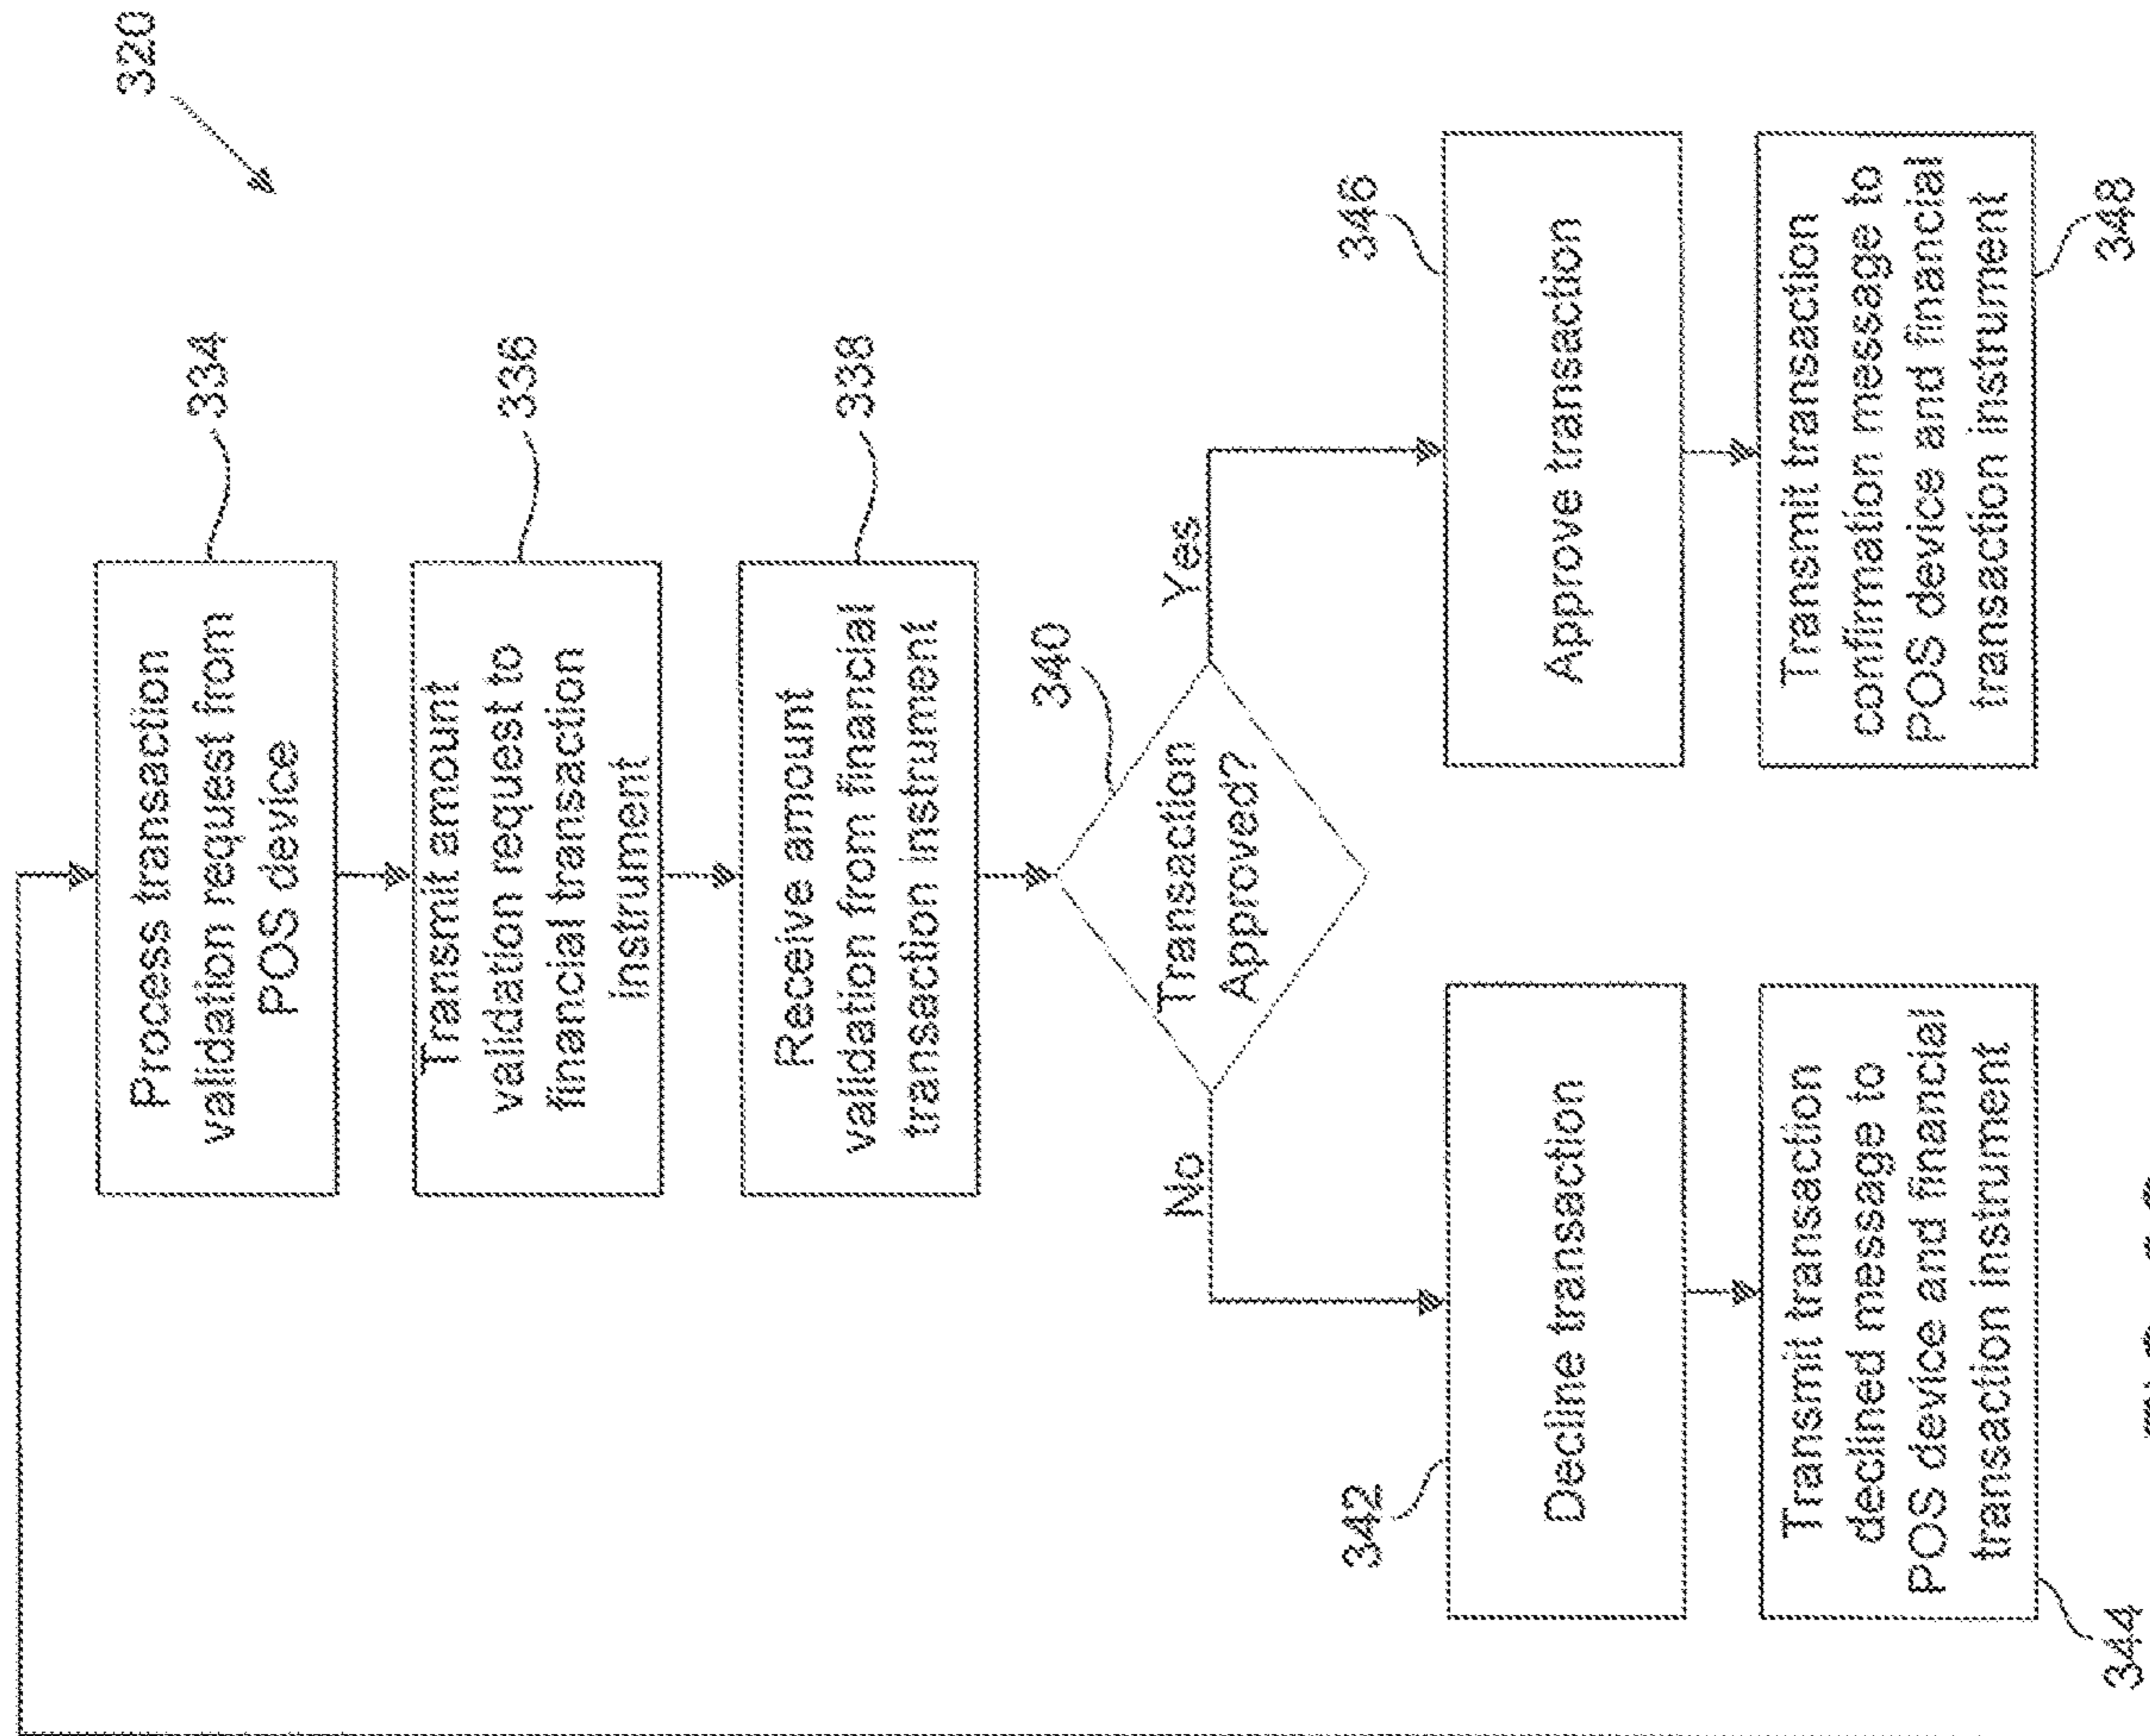 320
334
Process transaction
validation request from
POS device
336
Transmit amount
validation request to
financial transaction
instrument
338
Receive amount
validation from financial
transaction instrument
340
Transaction
Approved?
No
Yes
342
Decline transaction
346
Approve transaction
Transmit transaction
declined message to
POS device and financial
transaction instrument
344
Transmit transaction
confirmation message to
POS device and financial
transaction instrument
348